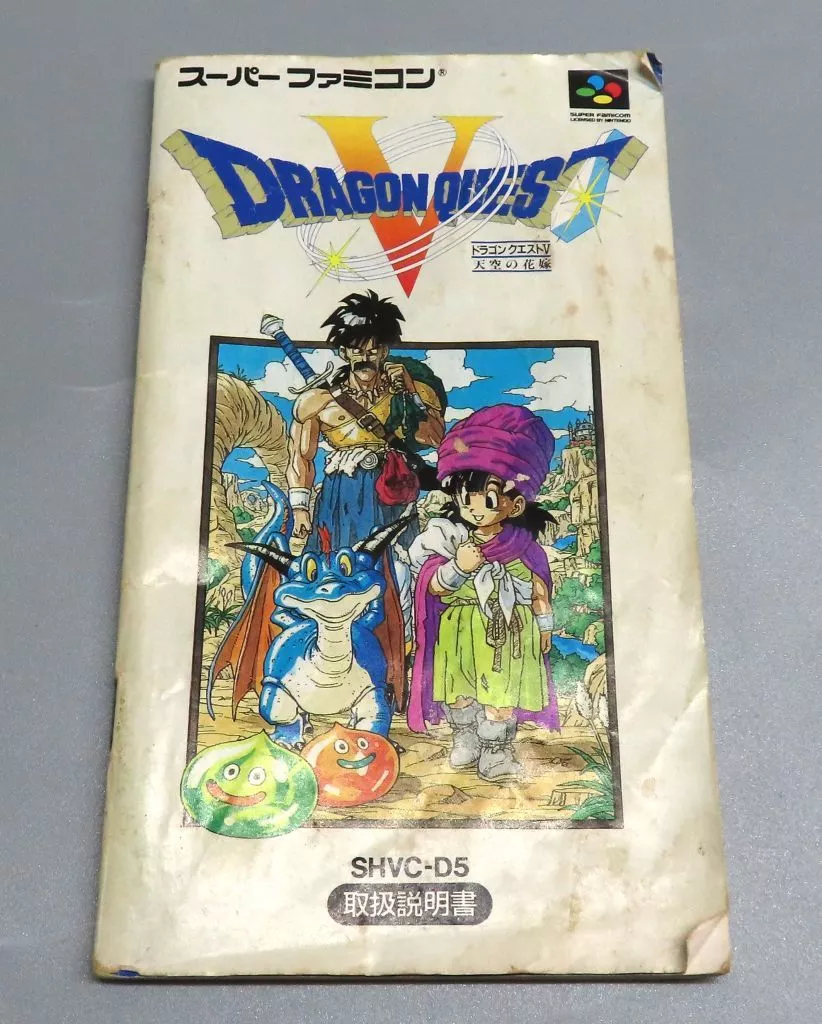 スーパーファミコン®
SUPER FAMICOM
LICENSED BY NINTENDO
V
DRAGON QUEST
ドラゴンクエストV
天空の花嫁
SHVC-D5
取扱説明書